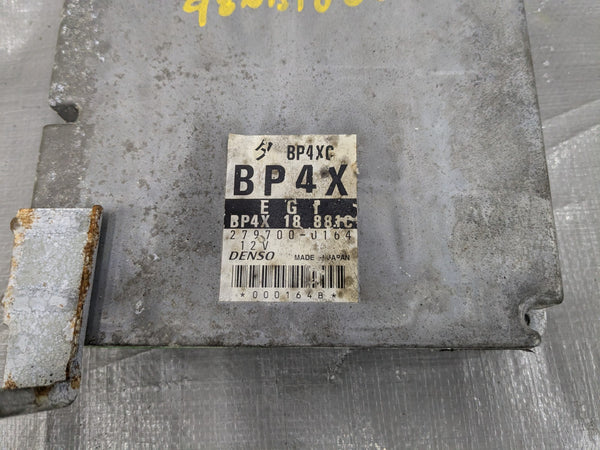 BP4XC
BP4X
EGI
BP4X 18 881C
279700-0164
12V
DENSO MADE IN JAPAN
*0001648*